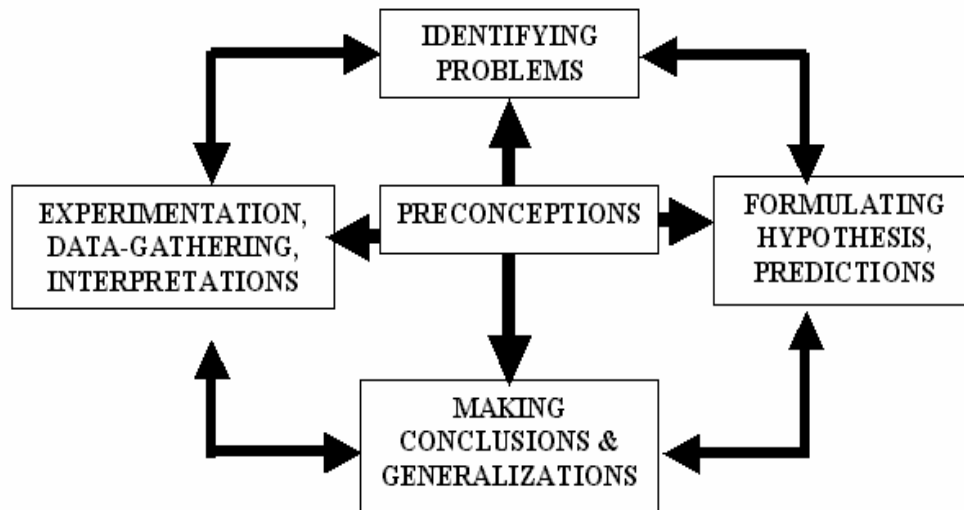 IDENTIFYING
PROBLEMS
EXPERIMENTATION,
DATA-GATHERING,
INTERPRETATIONS
PRECONCEPTIONS
FORMULATING
HYPOTHESIS,
PREDICTIONS
MAKING
CONCLUSIONS &
GENERALIZATIONS